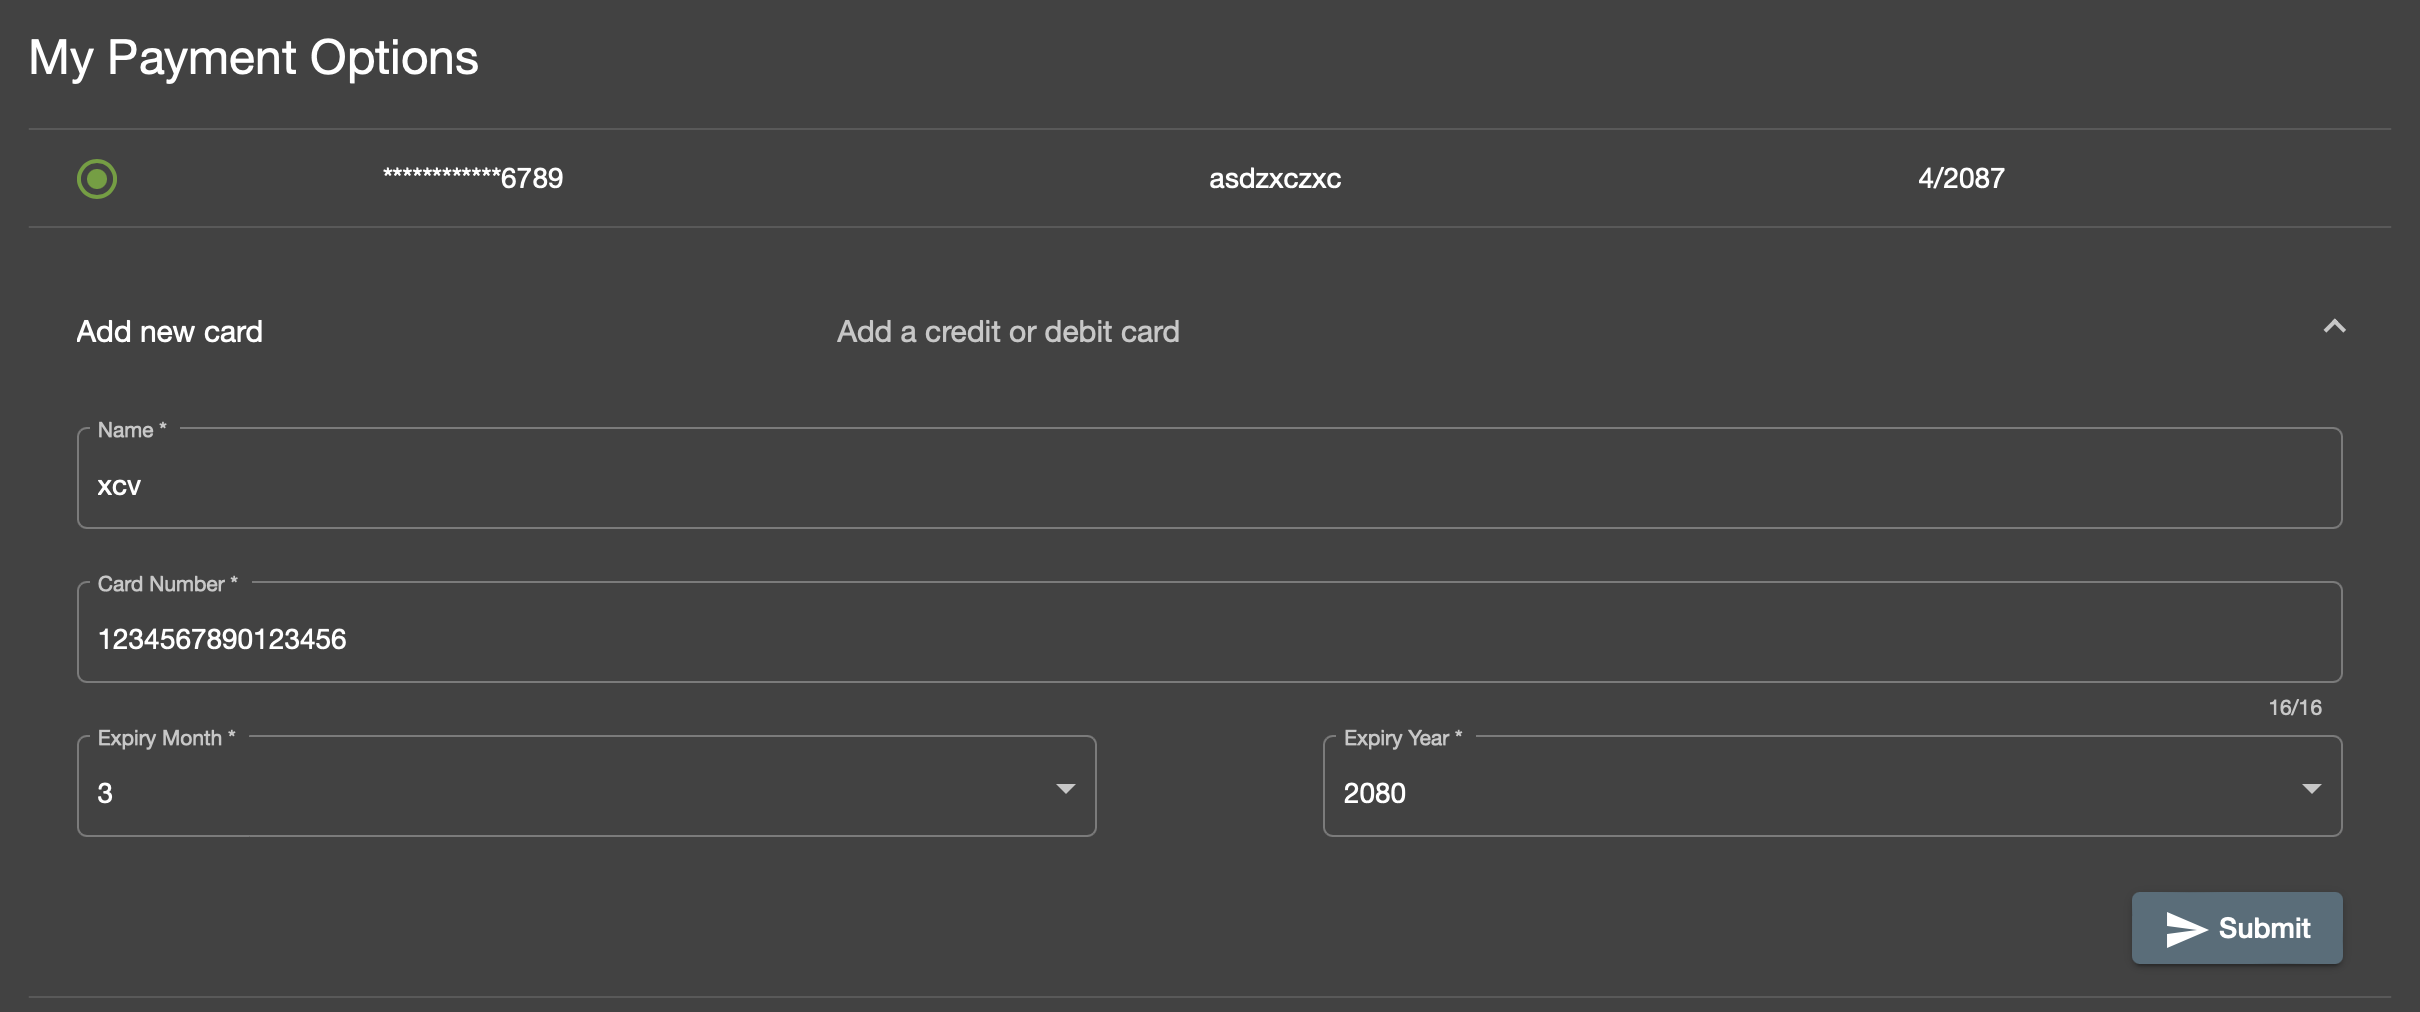 My Payment Options
************6789 asdzxczxc 4/2087
Add new card Add a credit or debit card
Name *
xcv
Card Number *
1234567890123456
16/16
Expiry Month * Expiry Year *
3 2080
Submit